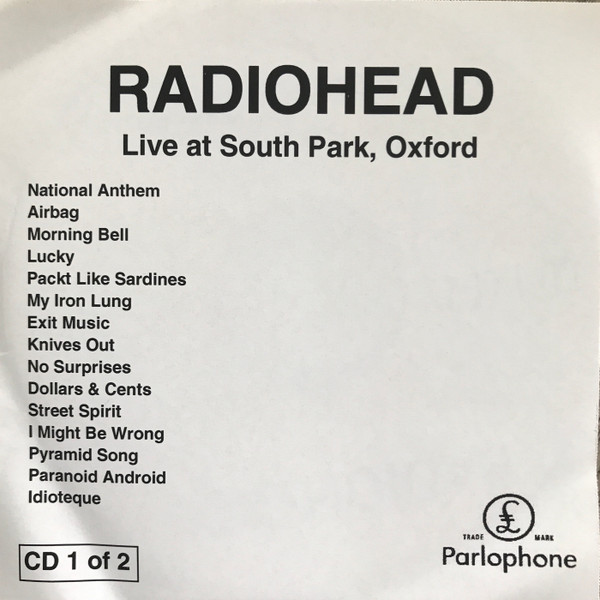 RADIOHEAD
Live at South Park, Oxford
National Anthem
Airbag
Morning Bell
Lucky
Packt Like Sardines
My Iron Lung
Exit Music
Knives Out
No Surprises
Dollars & Cents
Street Spirit
I Might Be Wrong
Pyramid Song
Paranoid Android
Idioteque
CD 1 of 2
£
TRADE MARK
Parlophone